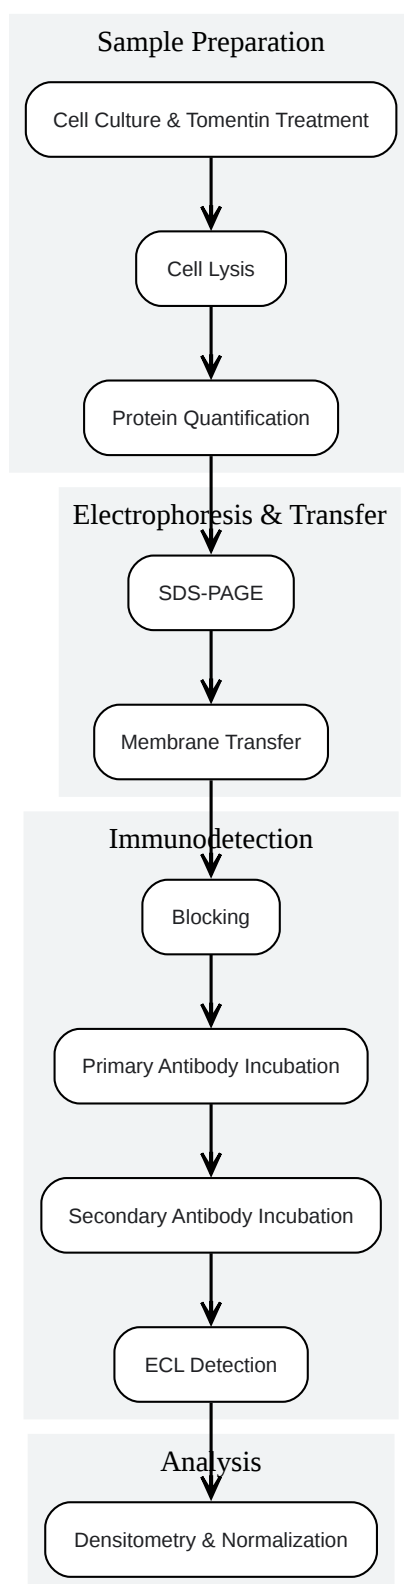 Sample Preparation
Cell Culture & Tomentin Treatment
Cell Lysis
Protein Quantification
Electrophoresis & Transfer
SDS-PAGE
Membrane Transfer
Immunodetection
Blocking
Primary Antibody Incubation
Secondary Antibody Incubation
ECL Detection
Analysis
Densitometry & Normalization